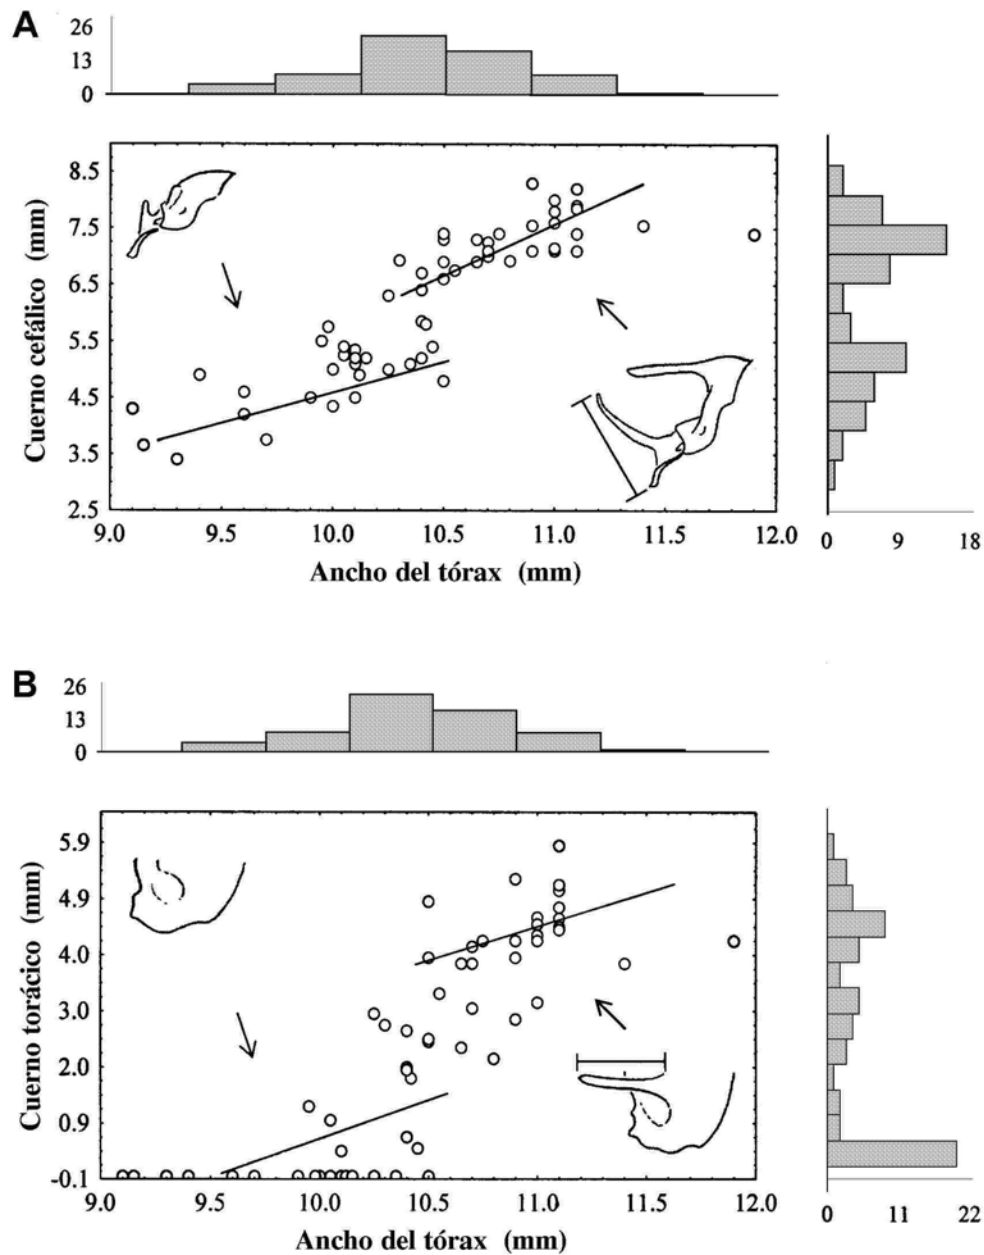 A
26
13
0
8.5
7.5
6.5
5.5
4.5
3.5
2.5
Cuerno cefálico (mm)
9.0 9.5 10.0 10.5 11.0 11.5 12.0
Ancho del tórax (mm)
0 9 18
B
26
13
0
5.9
4.9
4.0
3.0
2.0
0.9
-0.1
Cuerno torácico (mm)
9.0 9.5 10.0 10.5 11.0 11.5 12.0
Ancho del tórax (mm)
0 11 22